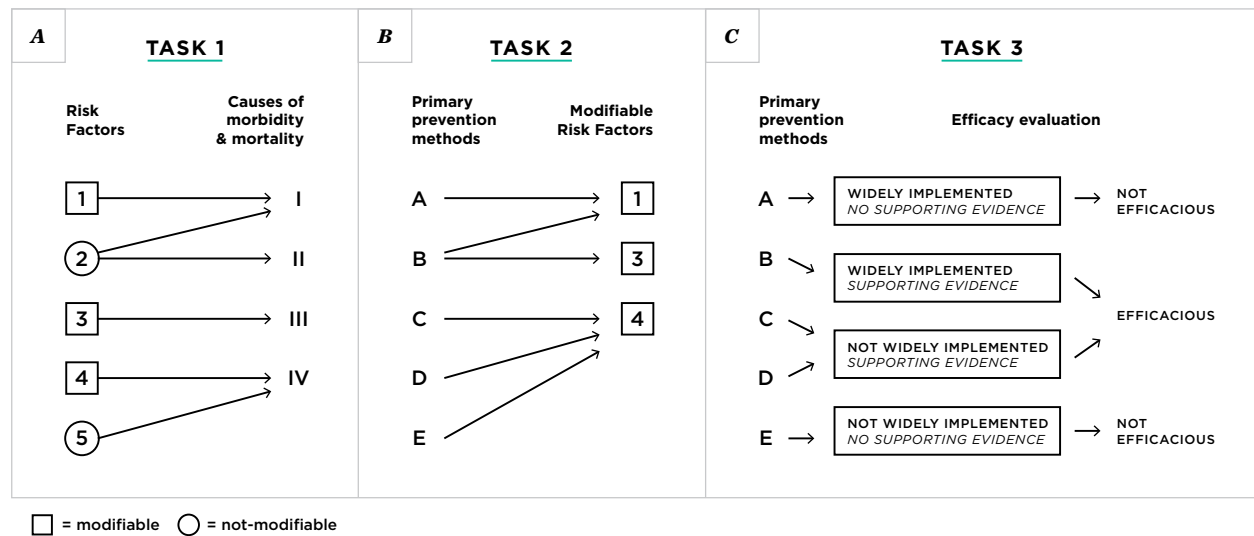 A
TASK 1
Risk
Factors
Causes of
morbidity
& mortality
1
I
2
II
3
III
4
IV
5
B
TASK 2
Primary
prevention
methods
Modifiable
Risk Factors
A
1
B
3
C
4
D
E
C
TASK 3
Primary
prevention
methods
Efficacy evaluation
A
WIDELY IMPLEMENTED
NO SUPPORTING EVIDENCE
NOT
EFFICACIOUS
B
WIDELY IMPLEMENTED
SUPPORTING EVIDENCE
EFFICACIOUS
C
NOT WIDELY IMPLEMENTED
SUPPORTING EVIDENCE
D
E
NOT WIDELY IMPLEMENTED
NO SUPPORTING EVIDENCE
NOT
EFFICACIOUS
= modifiable = not-modifiable